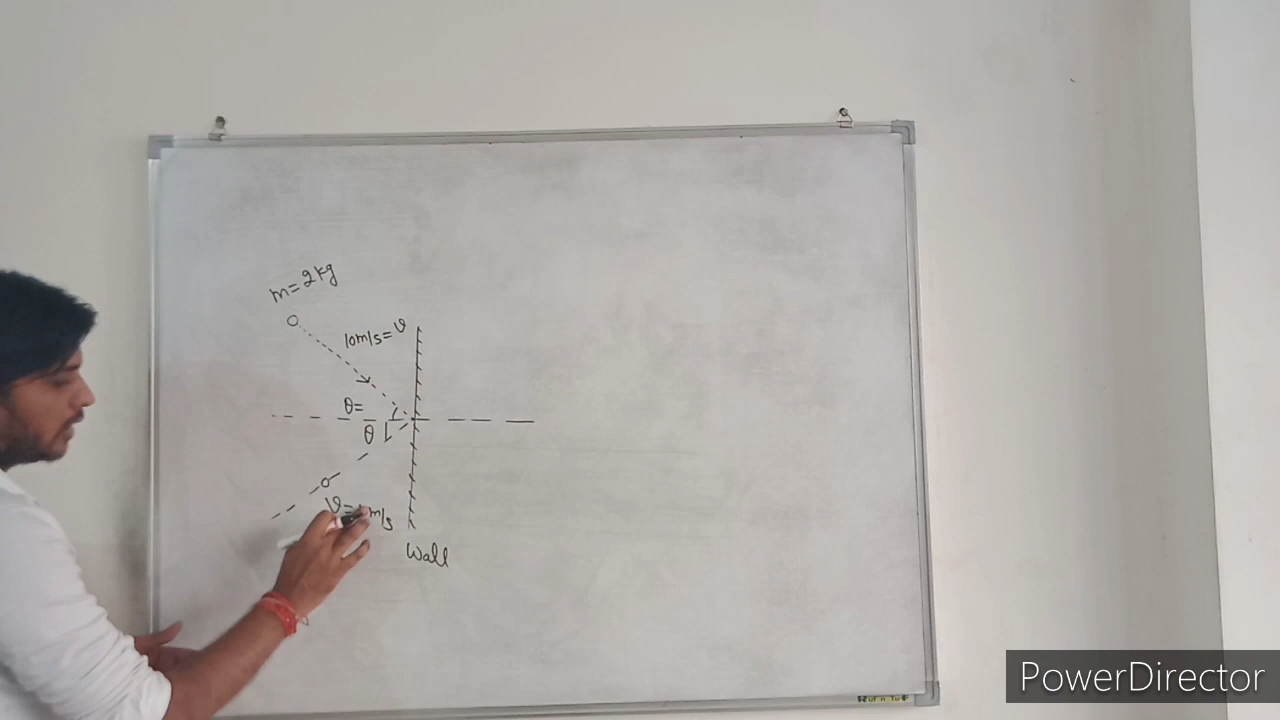 m=2kg
10m/s=v
θ=
θ
Wall
PowerDirector